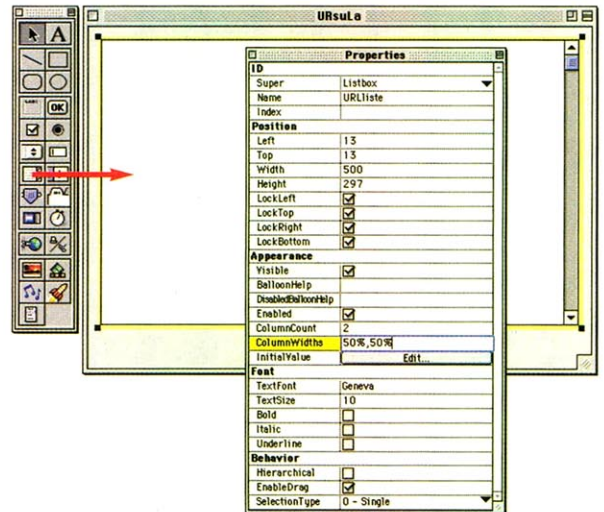 URsuLa
A
OK
Properties
ID
Super Listbox
Name URLliste
Index
Position
Left 13
Top 13
Width 500
Height 297
LockLeft
LockTop
LockRight
LockBottom
Appearance
Visible
BalloonHelp
DisabledBalloonHelp
Enabled
ColumnCount 2
ColumnWidths 50%,50%
InitialValue Edit...
Font
TextFont Geneva
TextSize 10
Bold
Italic
Underline
Behavior
Hierarchical
EnableDrag
SelectionType 0 - Single